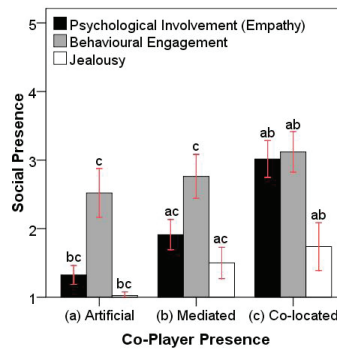 5
Psychological Involvement (Empathy)
Behavioural Engagement
Jealousy
4
3
2
1
Social Presence
bc
c
bc
ac
c
ac
ab
ab
ab
(a) Artificial
(b) Mediated
(c) Co-located
Co-Player Presence